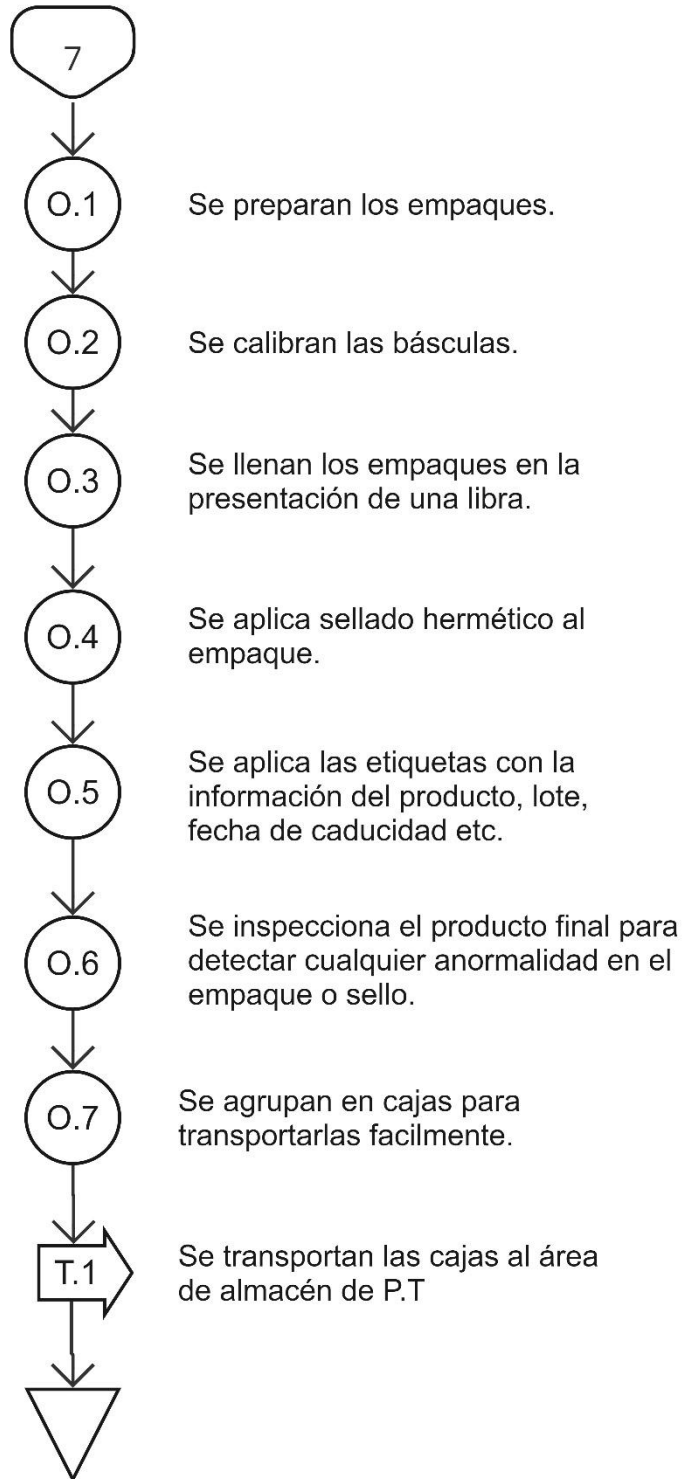 7
O.1
Se preparan los empaques.
O.2
Se calibran las básculas.
O.3
Se llenan los empaques en la
presentación de una libra.
O.4
Se aplica sellado hermético al
empaque.
O.5
Se aplica las etiquetas con la
información del producto, lote,
fecha de caducidad etc.
O.6
Se inspecciona el producto final para
detectar cualquier anormalidad en el
empaque o sello.
O.7
Se agrupan en cajas para
transportarlas facilmente.
T.1
Se transportan las cajas al área
de almacén de P.T